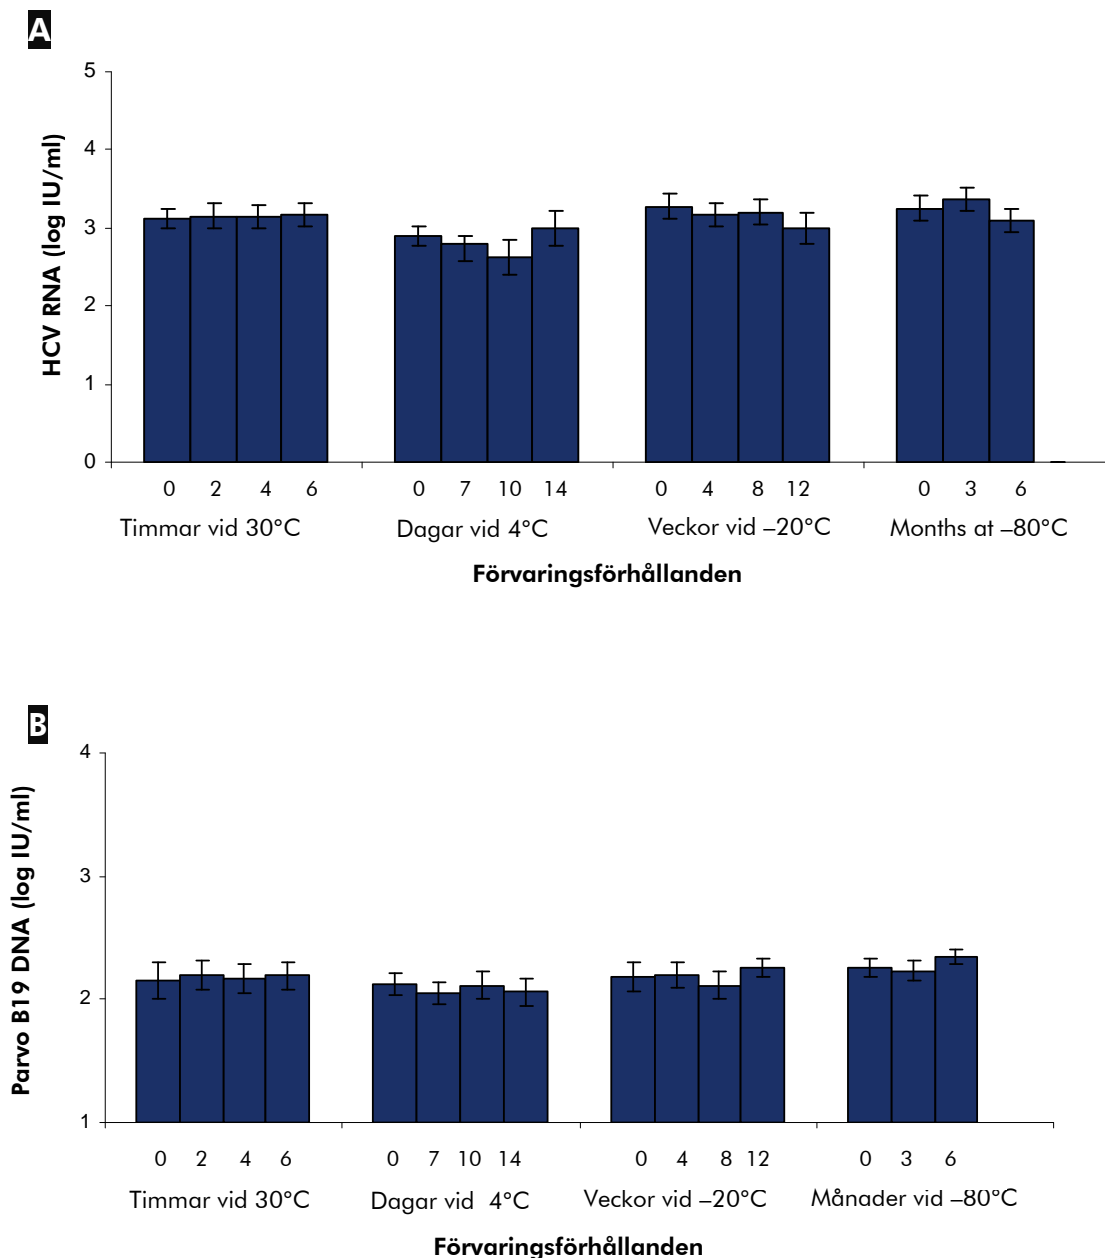 A
HCV RNA (log IU/ml)
5
4
3
2
1
0
0 2 4 6 0 7 10 14 0 4 8 12 0 3 6
Timmar vid 30°C Dagar vid 4°C Veckor vid –20°C Months at –80°C
Förvaringsförhållanden
B
Parvo B19 DNA (log IU/ml)
4
3
2
1
0 2 4 6 0 7 10 14 0 4 8 12 0 3 6
Timmar vid 30°C Dagar vid 4°C Veckor vid –20°C Månader vid –80°C
Förvaringsförhållanden